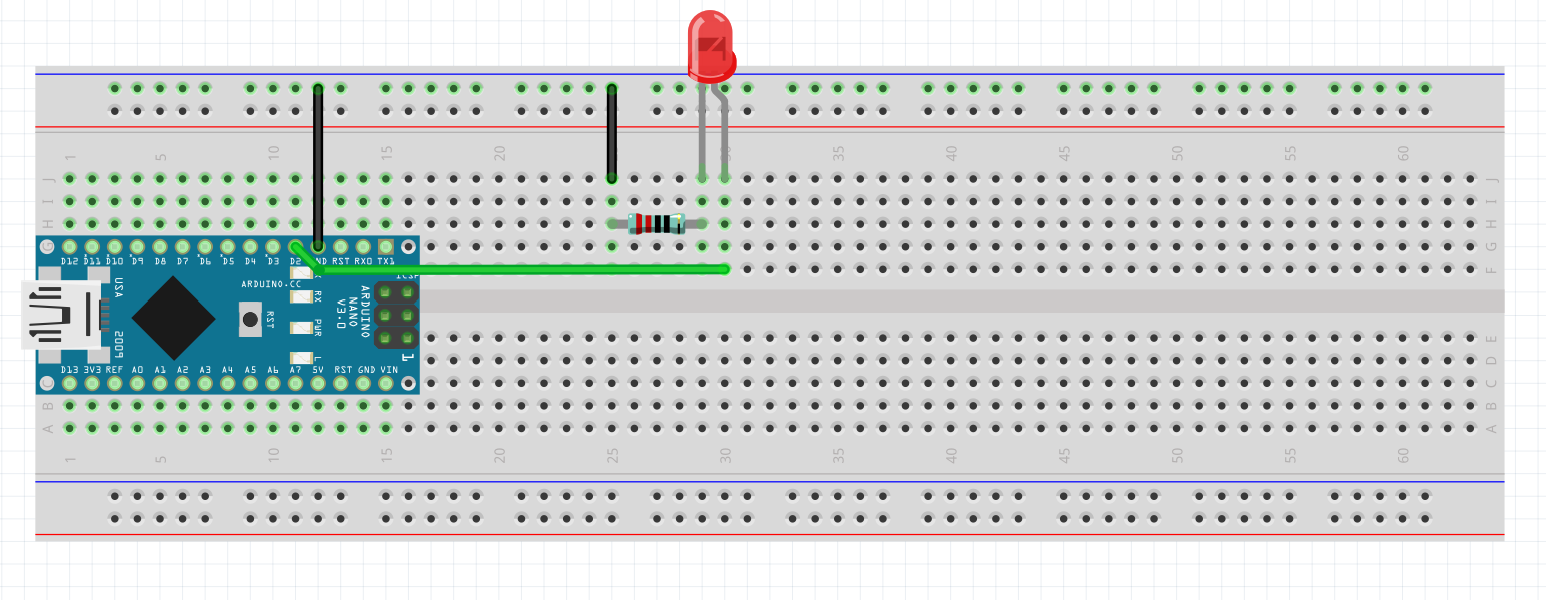 1 5 10 15 20 25 30 35 40 45 50 55 60
J J
I I
H H
G G
D12 D11 D10 D9 D8 D7 D6 D5 D4 D3 D2 ND RST RX0 TX1
F
ICSP
ARDUINO.CC
USA
2009
RST
RX
PWR
L
ARDUINO
NANO
V3.0
1
E
D
D13 3V3 REF A0 A1 A2 A3 A4 A5 A6 A7 5V RST GND VIN
C C
B B
A A
1 5 10 15 20 25 30 35 40 45 50 55 60